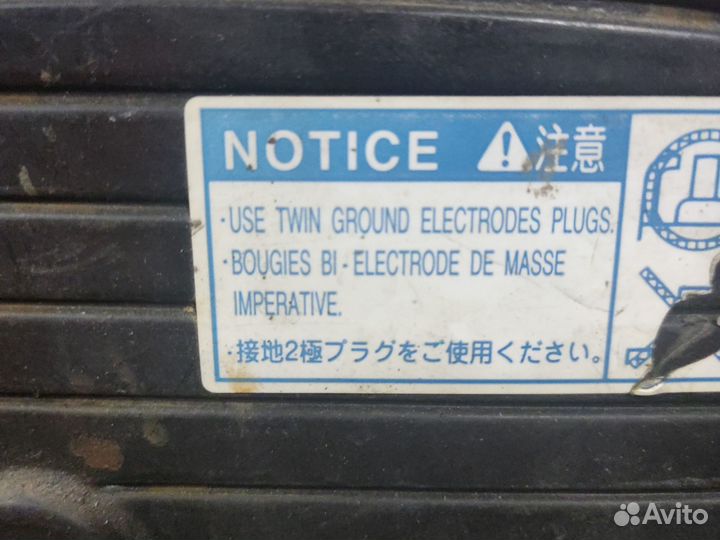 NOTICE 注意
·USE TWIN GROUND ELECTRODES PLUGS.
·BOUGIES BI-ELECTRODE DE MASSE
IMPERATIVE.
·接地2極プラグをご使用ください。
Avito